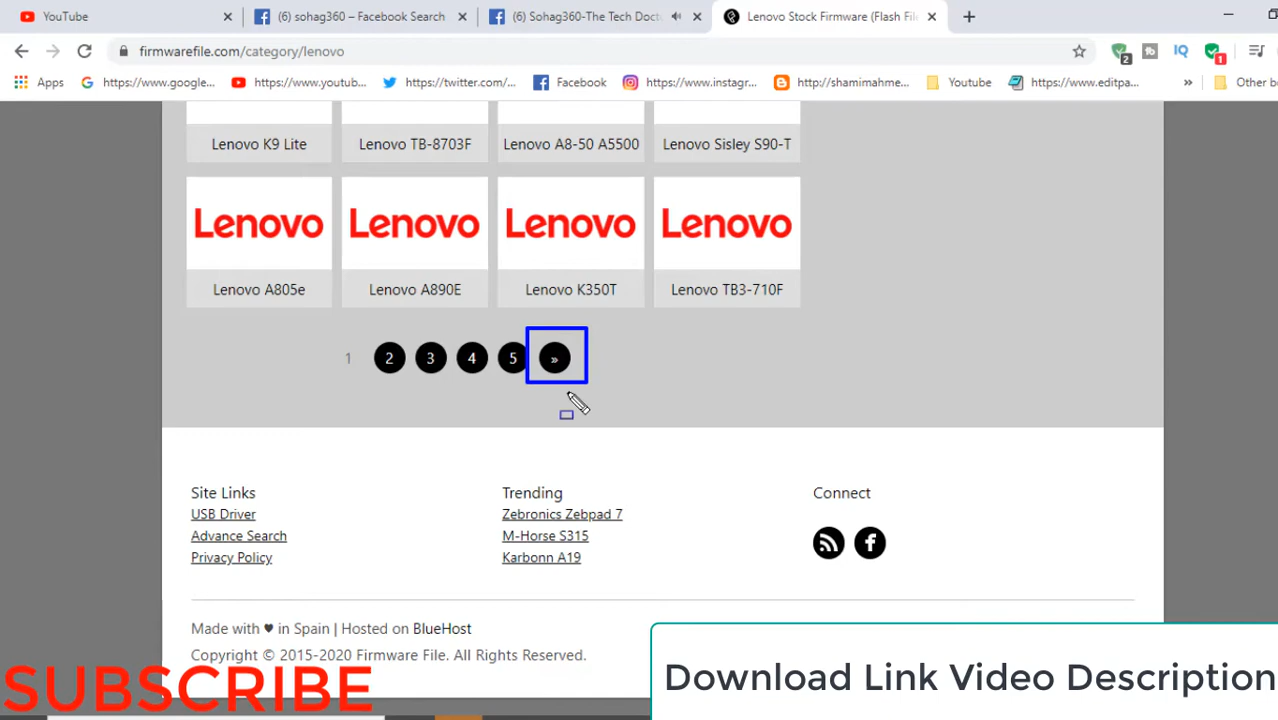 YouTube
(6) sohag360 – Facebook Search
(6) Sohag360-The Tech Doct
Lenovo Stock Firmware (Flash File
firmwarefile.com/category/lenovo
2
IQ
1
Apps
https://www.google...
https://www.youtub...
https://twitter.com/...
Facebook
https://www.instagr...
http://shamimahme...
Youtube
https://www.editpa...
»
Other b
Lenovo K9 Lite
Lenovo TB-8703F
Lenovo A8-50 A5500
Lenovo Sisley S90-T
Lenovo
Lenovo
Lenovo
Lenovo
Lenovo A805e
Lenovo A890E
Lenovo K350T
Lenovo TB3-710F
1 2 3 4 5 »
Site Links
USB Driver
Advance Search
Privacy Policy
Trending
Zebronics Zebpad 7
M-Horse S315
Karbonn A19
Connect
Made with ♥ in Spain | Hosted on BlueHost
Copyright © 2015-2020 Firmware File. All Rights Reserved.
SUBSCRIBE
Download Link Video Description